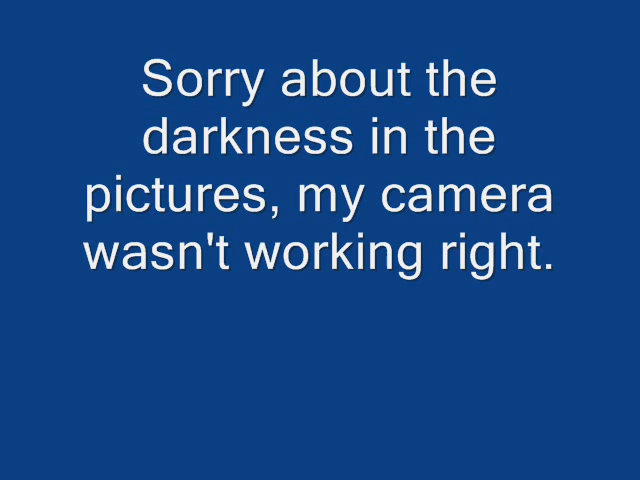 Sorry about the
darkness in the
pictures, my camera
wasn't working right.